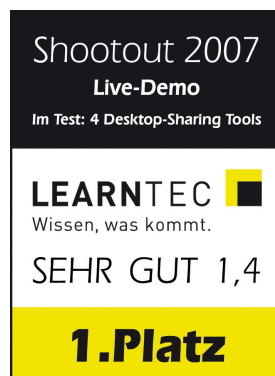 Shootout 2007
Live-Demo
Im Test: 4 Desktop-Sharing Tools
LEARNTEC
Wissen, was kommt.
SEHR GUT 1,4
1.Platz